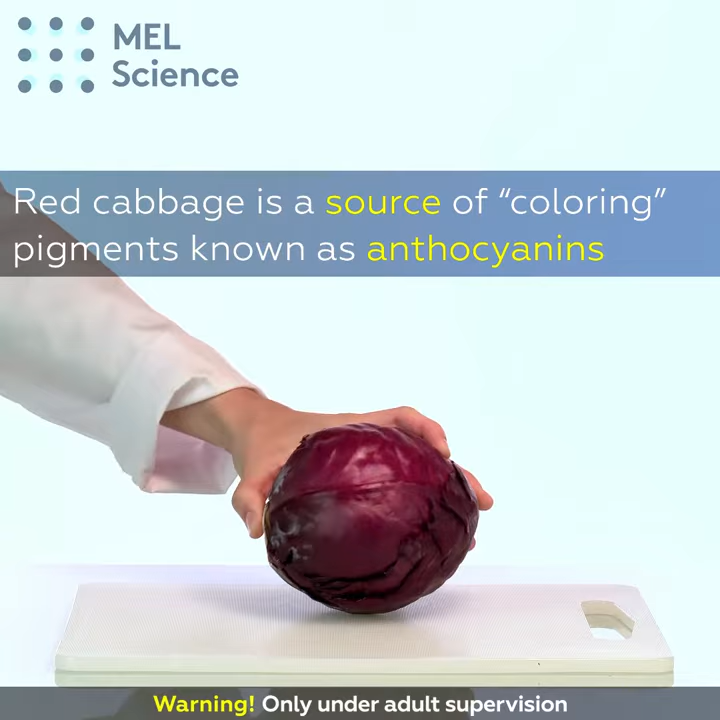 MEL
Science
Red cabbage is a source of “coloring”
pigments known as anthocyanins
Warning! Only under adult supervision